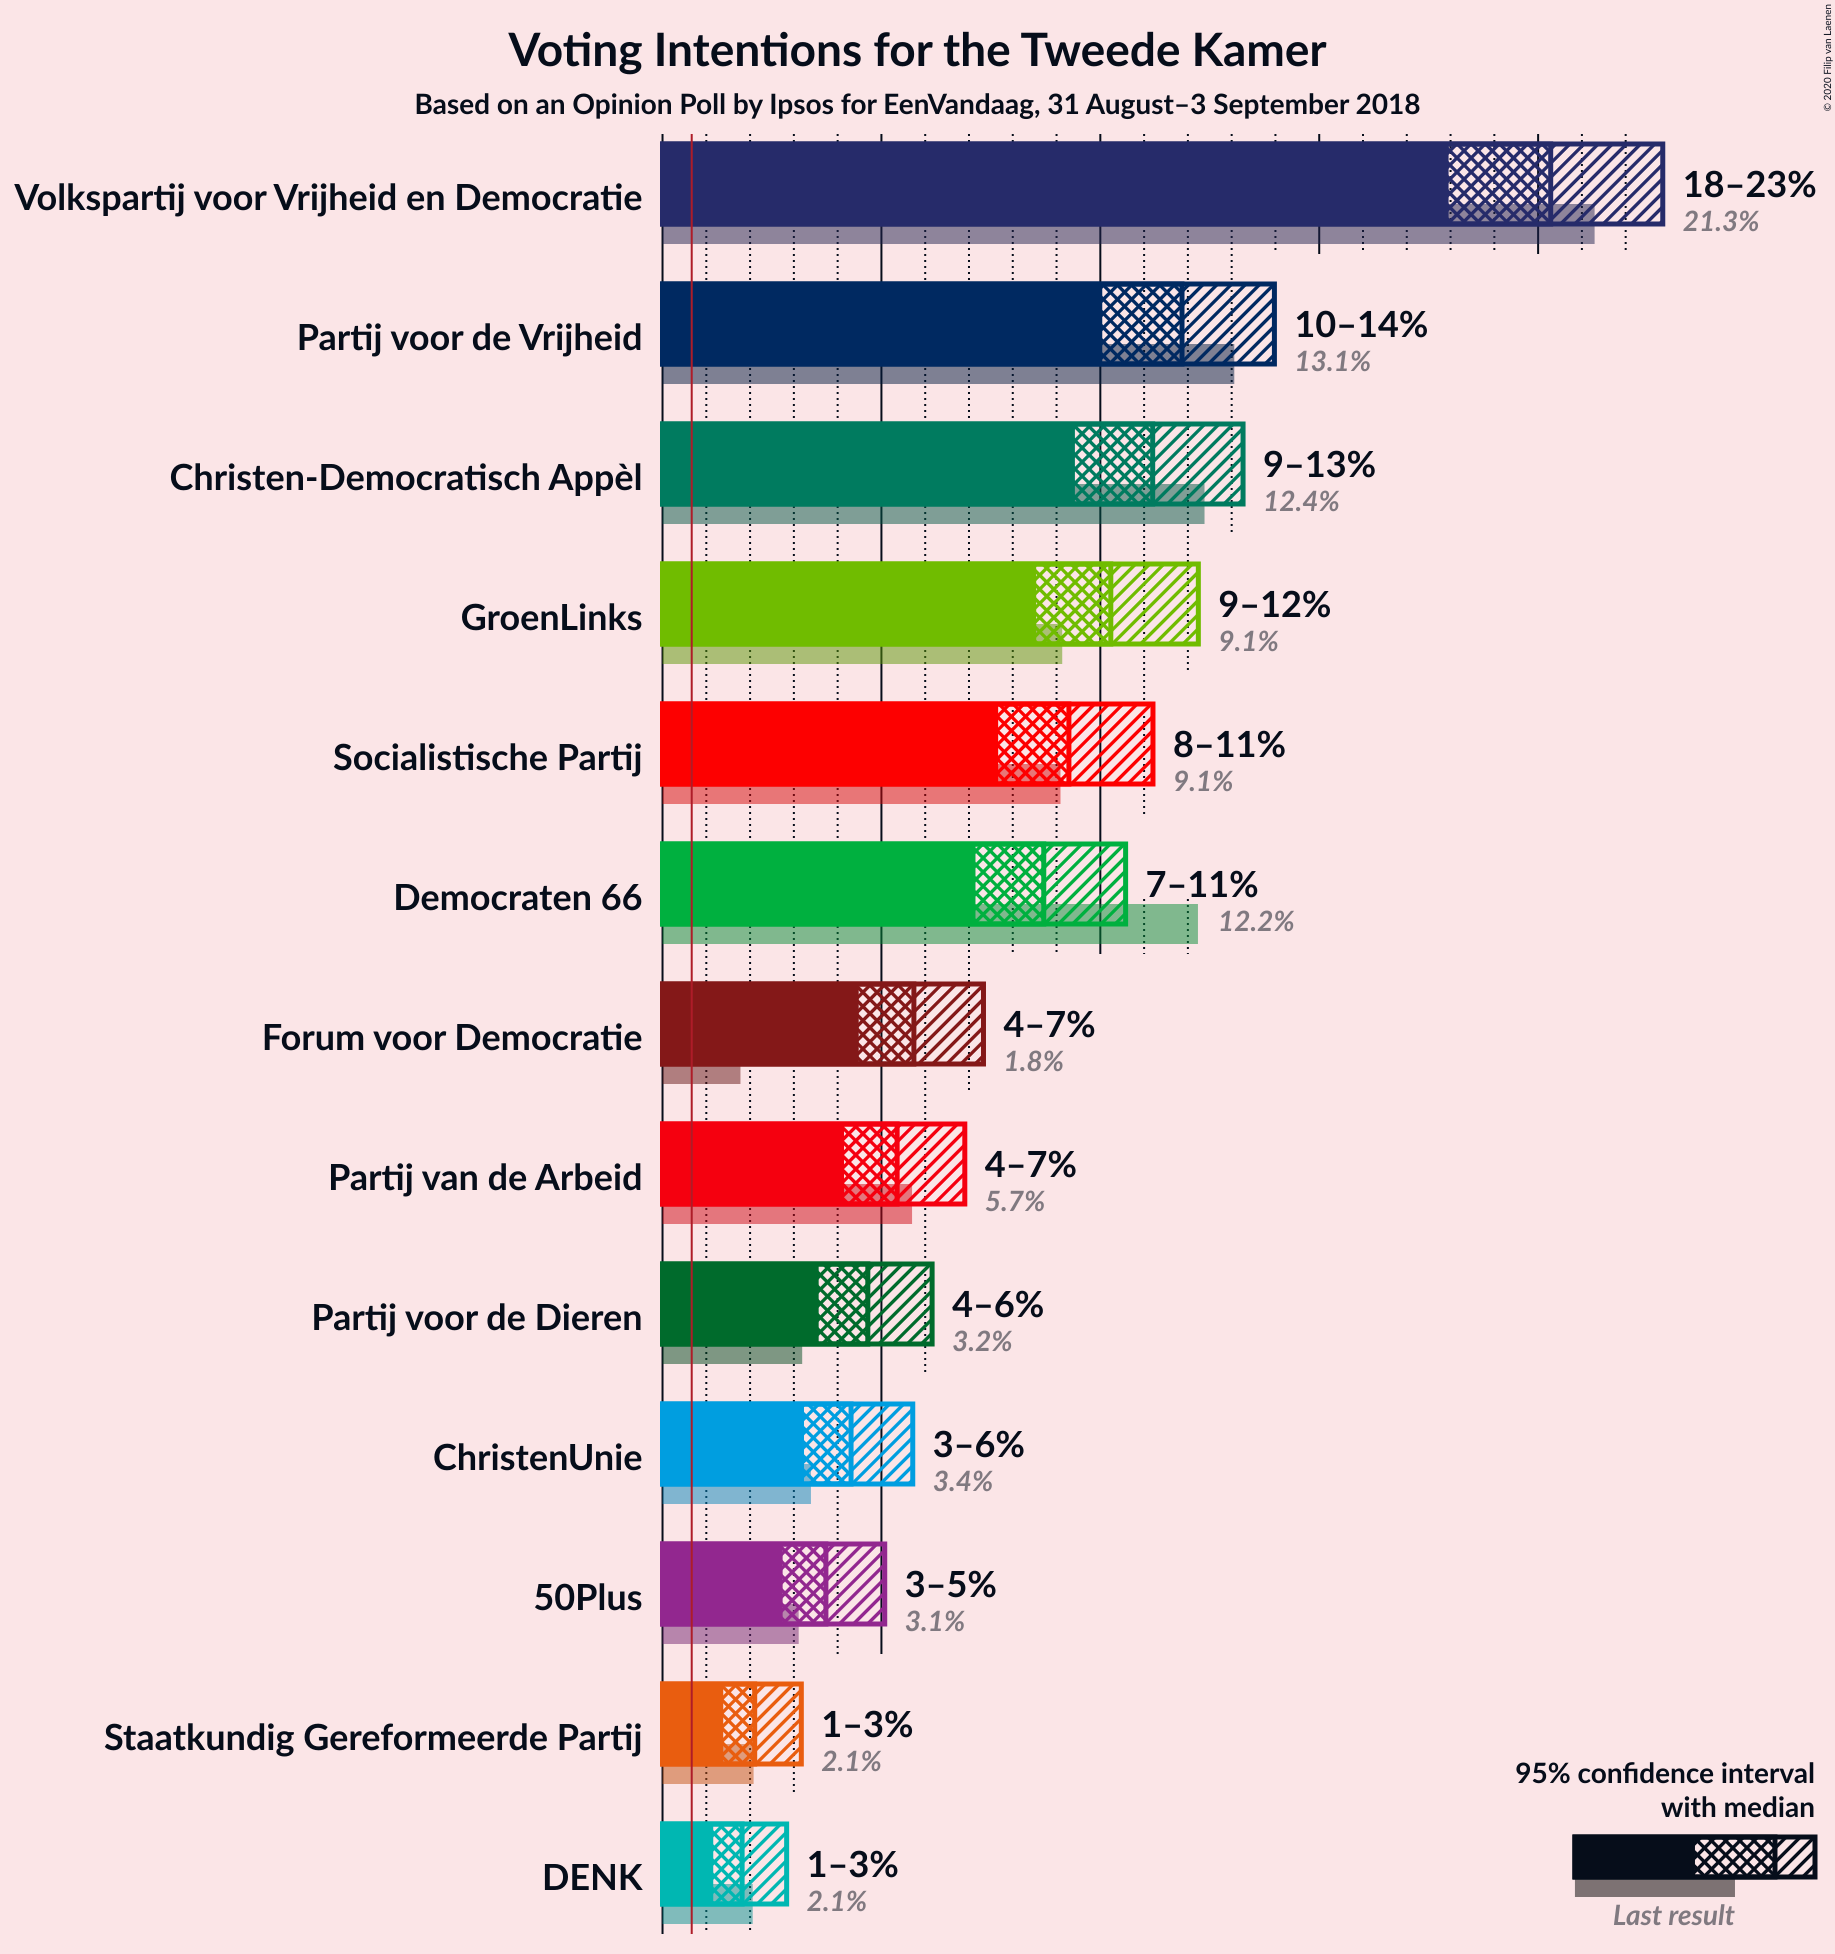 Voting Intentions for the Tweede Kamer
Based on an Opinion Poll by Ipsos for EenVandaag, 31 August–3 September 2018
© 2020 Filip van Laenen
Volkspartij voor Vrijheid en Democratie
18–23%
21.3%
Partij voor de Vrijheid
10–14%
13.1%
Christen-Democratisch Appèl
9–13%
12.4%
GroenLinks
9–12%
9.1%
Socialistische Partij
8–11%
9.1%
Democraten 66
7–11%
12.2%
Forum voor Democratie
4–7%
1.8%
Partij van de Arbeid
4–7%
5.7%
Partij voor de Dieren
4–6%
3.2%
ChristenUnie
3–6%
3.4%
50Plus
3–5%
3.1%
Staatkundig Gereformeerde Partij
1–3%
2.1%
DENK
1–3%
2.1%
95% confidence interval
with median
Last result